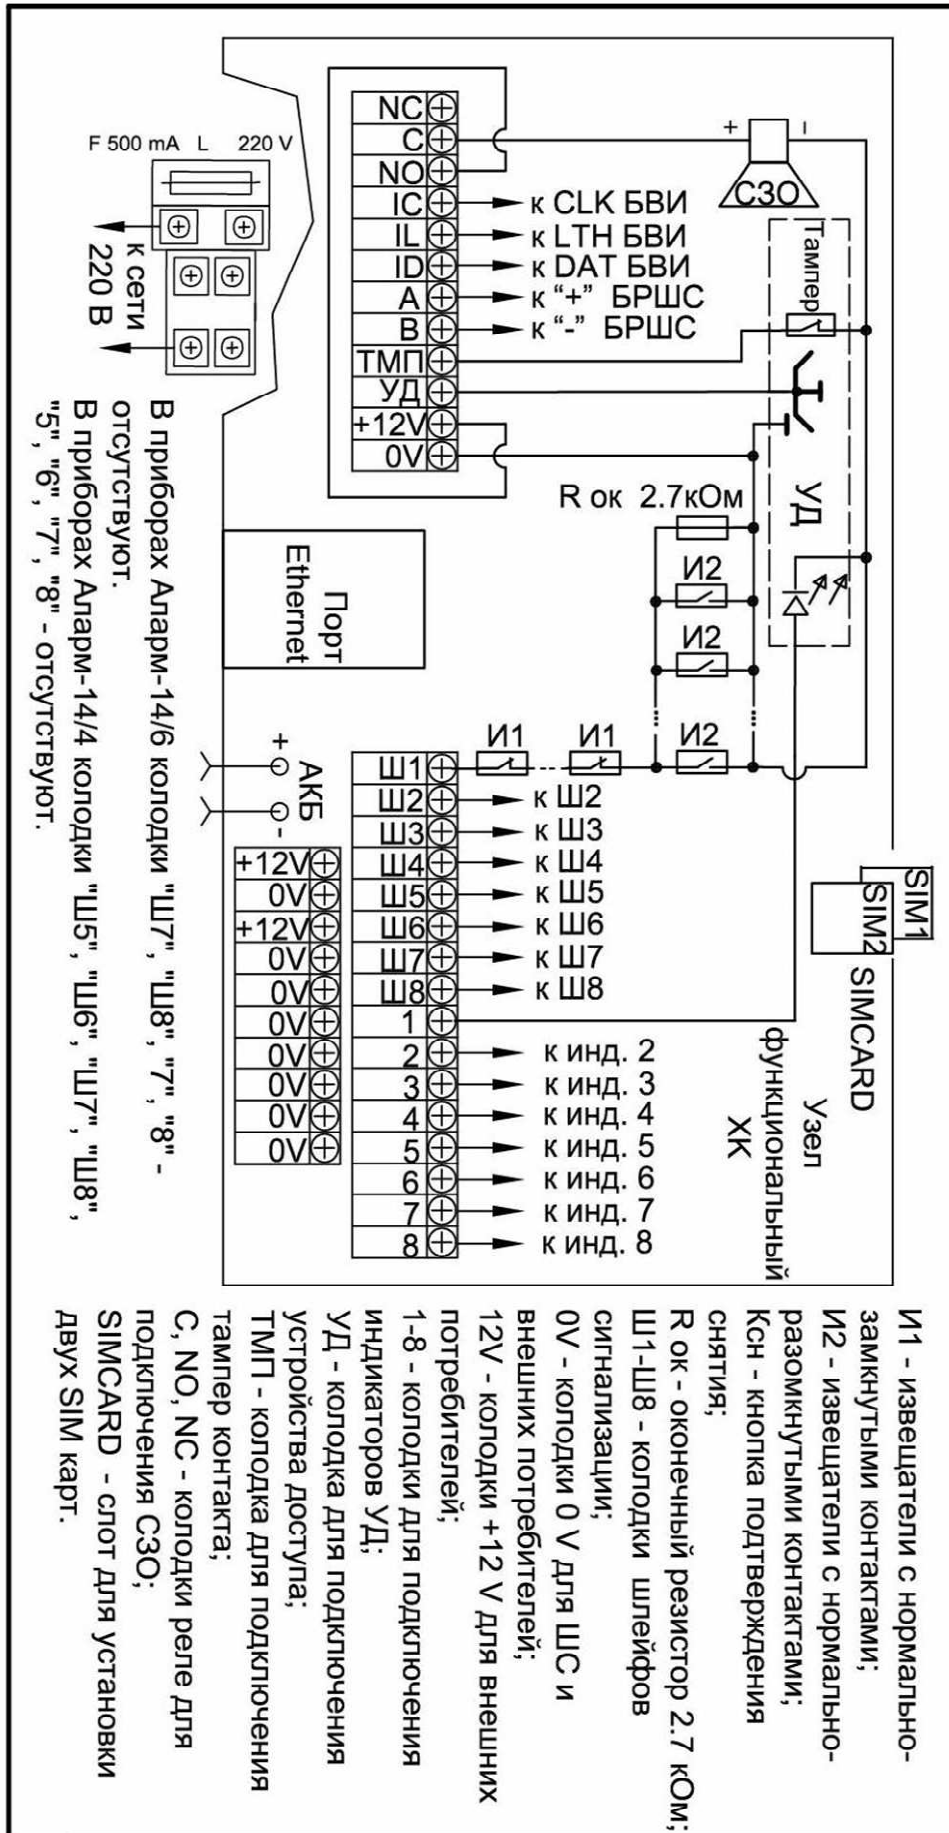 F 500 mA L 220 V
к сети
220 В
NC
C
NO
IC
IL
ID
A
B
ТМП
УД
+12V
0V
к CLK БВИ
к LTH БВИ
к DAT БВИ
к “+” БРШС
к “-” БРШС
+ -
СЗО
Тампер
УД
R ок 2.7кОм
И2
И2
И2
И1
И1
Порт
Ethernet
+
-
АКБ
+12V
0V
+12V
0V
0V
0V
0V
0V
0V
0V
Ш1
Ш2
Ш3
Ш4
Ш5
Ш6
Ш7
Ш8
1
2
3
4
5
6
7
8
к Ш2
к Ш3
к Ш4
к Ш5
к Ш6
к Ш7
к Ш8
к инд. 2
к инд. 3
к инд. 4
к инд. 5
к инд. 6
к инд. 7
к инд. 8
SIM1
SIM2
SIMCARD
Узел
функциональный
ХК
В приборах Аларм-14/6 колодки "Ш7", "Ш8", "7", "8" -
отсутствуют.
В приборах Аларм-14/4 колодки "Ш5", "Ш6", "Ш7", "Ш8",
"5", "6", "7", "8" - отсутствуют.
И1 - извещатели с нормально-
замкнутыми контактами;
И2 - извещатели с нормально-
разомкнутыми контактами;
Ксн - кнопка подтверждения
снятия;
R ок - оконечный резистор 2.7 кОм;
Ш1-Ш8 - колодки шлейфов
сигнализации;
0V - колодки 0 V для ШС и
внешних потребителей;
12V - колодки +12 V для внешних
потребителей;
1-8 - колодки для подключения
индикаторов УД;
УД - колодка для подключения
устройства доступа;
ТМП - колодка для подключения
тампер контакта;
C, NO, NC - колодки реле для
подключения СЗО;
SIMCARD - слот для установки
двух SIM карт.